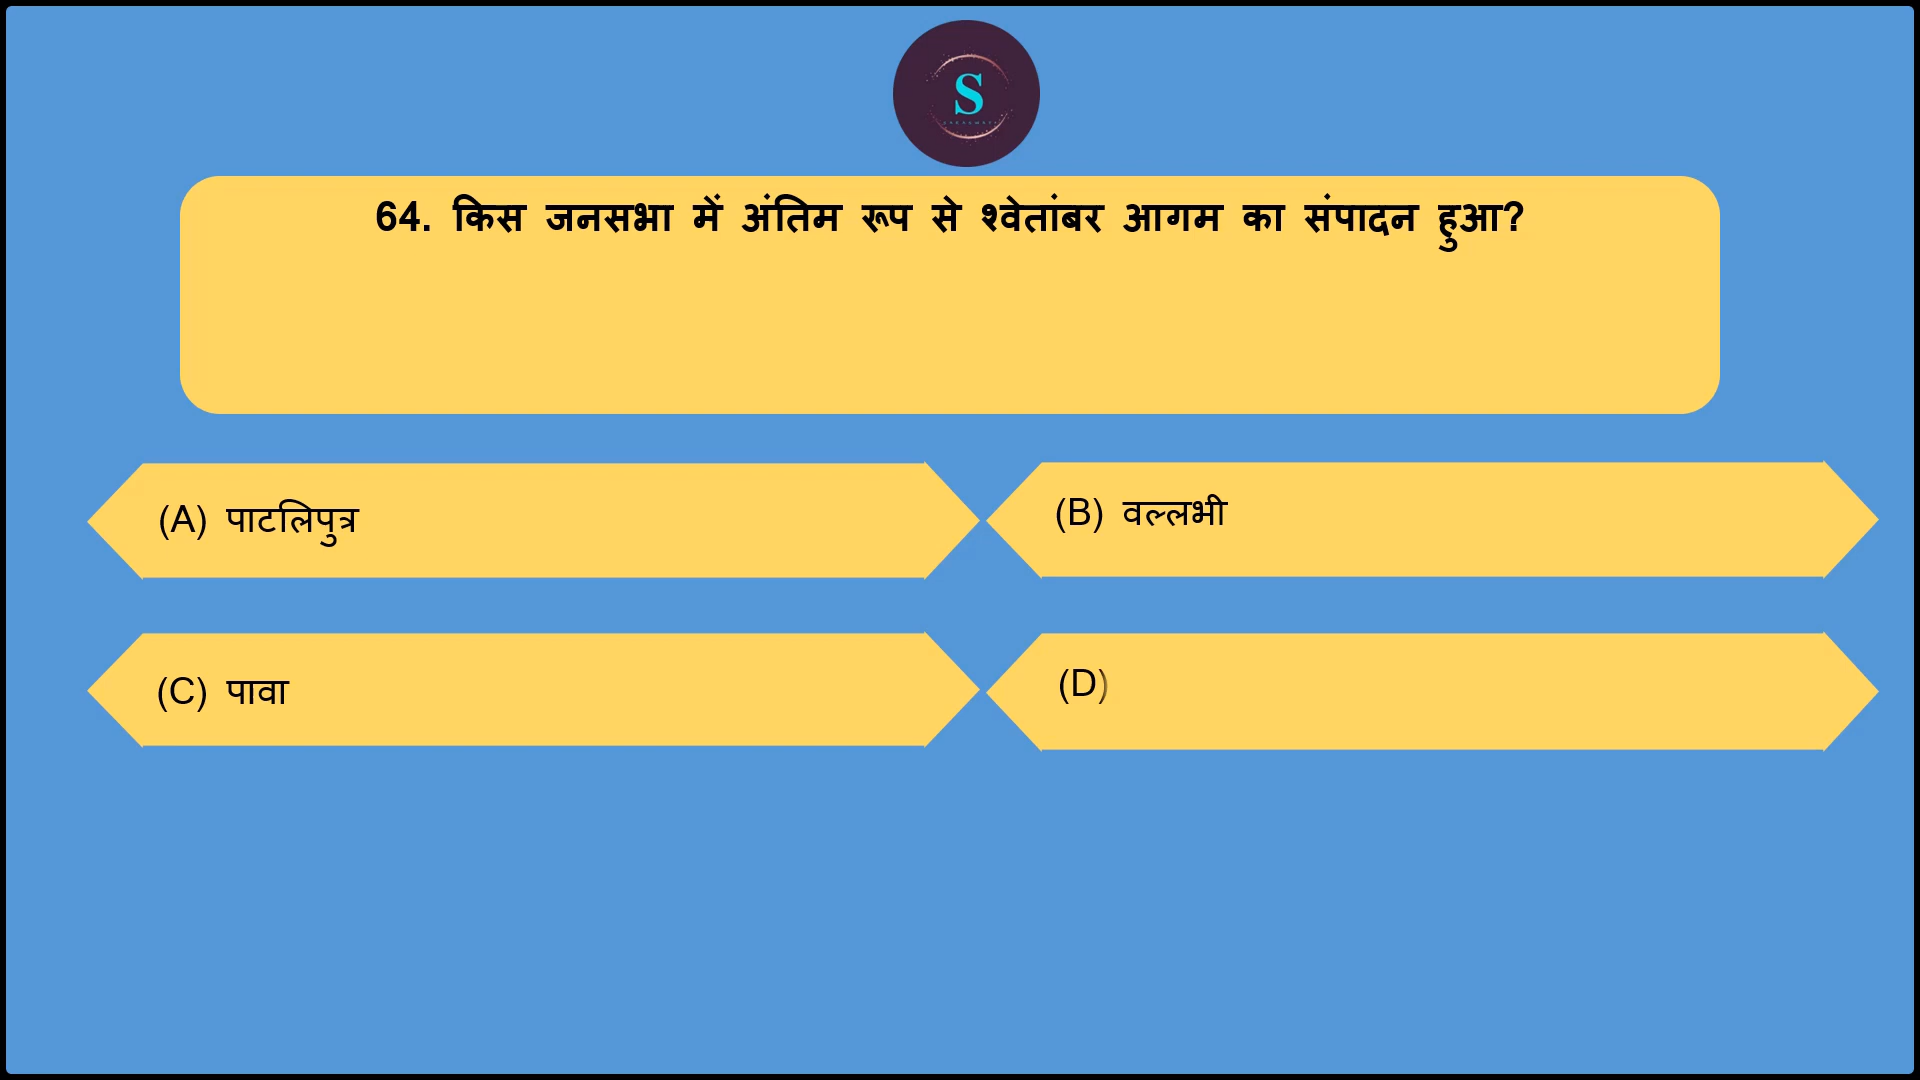 S
64. किस जनसभा में अंतिम रूप से श्वेतांबर आगम का संपादन हुआ?
(A) पाटलिपुत्र
(B) वल्लभी
(C) पावा
(D)